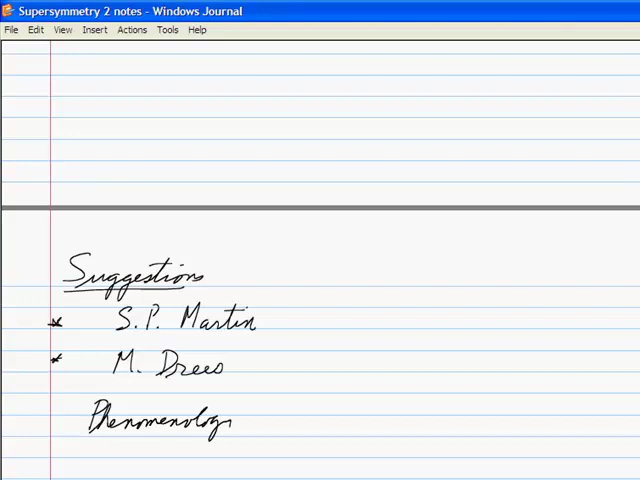 Supersymmetry 2 notes - Windows Journal
File Edit View Insert Actions Tools Help
Suggestions
* S.P. Martin
* M. Drees
Phenomenology